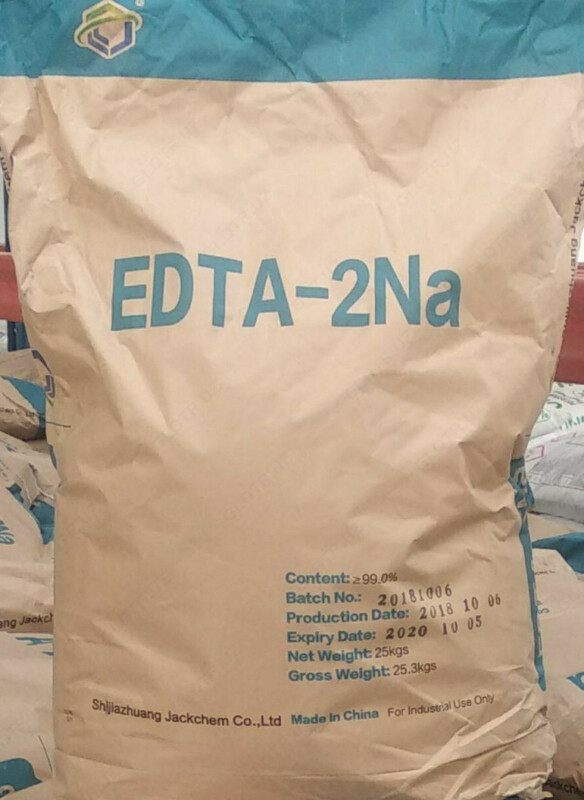 EDTA-2Na
Content: ≥99.0%
Batch No.: 20181006
Production Date: 2018 10 06
Expiry Date: 2020 10 05
Net Weight: 25kgs
Gross Weight: 25.3kgs
Shijiazhuang Jackchem Co.,Ltd Made In China For Industrial Use Only